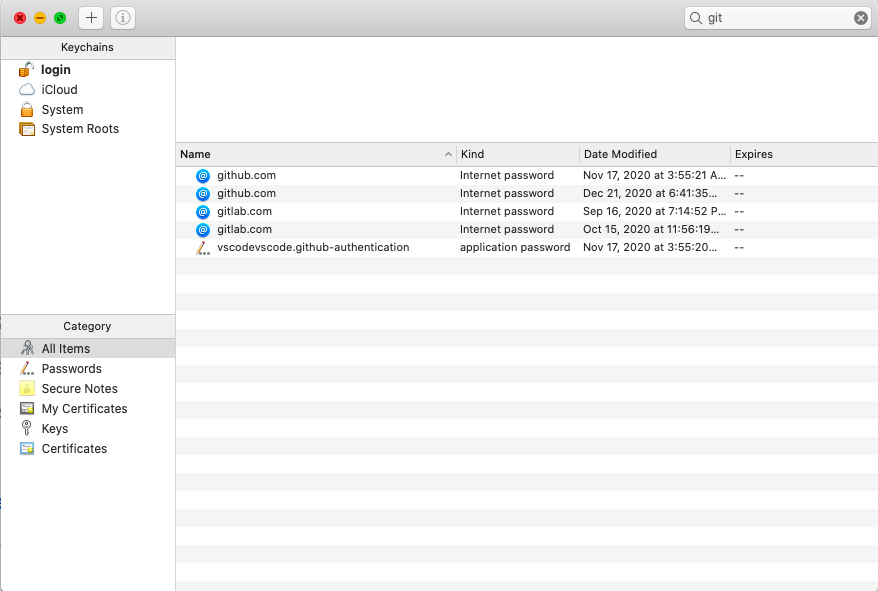 git
Keychains
login
iCloud
System
System Roots
Name Kind Date Modified Expires
github.com Internet password Nov 17, 2020 at 3:55:21 A... --
github.com Internet password Dec 21, 2020 at 6:41:35... --
gitlab.com Internet password Sep 16, 2020 at 7:14:52 P... --
gitlab.com Internet password Oct 15, 2020 at 11:56:19... --
vscodevscode.github-authentication application password Nov 17, 2020 at 3:55:20... --
Category
All Items
Passwords
Secure Notes
My Certificates
Keys
Certificates